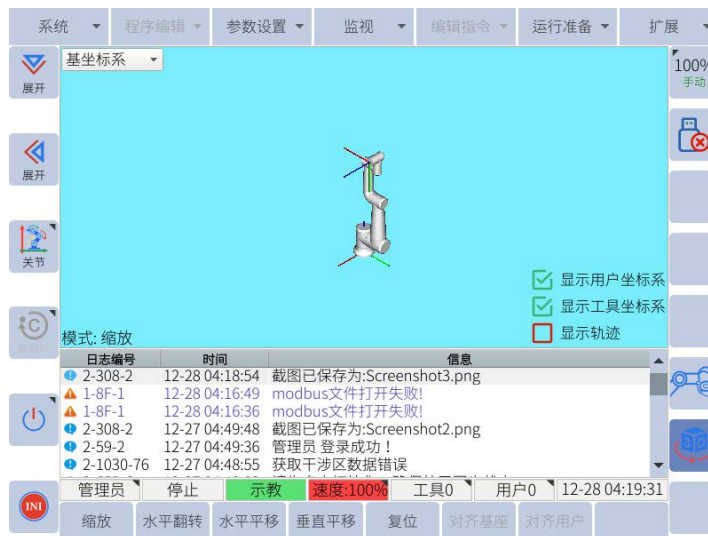 系统 程序编辑 参数设置 监视 编辑指令 运行准备 扩展
展开 基坐标系 100%
手动
展开
关节
显示用户坐标系
显示工具坐标系
显示轨迹
模式: 缩放
日志编号 时间 信息
2-308-2 12-28 04:18:54 截图已保存为:Screenshot3.png
1-8F-1 12-28 04:16:49 modbus文件打开失败!
1-8F-1 12-28 04:16:36 modbus文件打开失败!
2-308-2 12-27 04:49:48 截图已保存为:Screenshot2.png
2-59-2 12-27 04:49:36 管理员 登录成功！
2-1030-76 12-27 04:48:55 获取干涉区数据错误
管理员 停止 示教 速度:100% 工具0 用户0 12-28 04:19:31
INI 缩放 水平翻转 水平平移 垂直平移 复位 对齐基座 对齐用户
3D